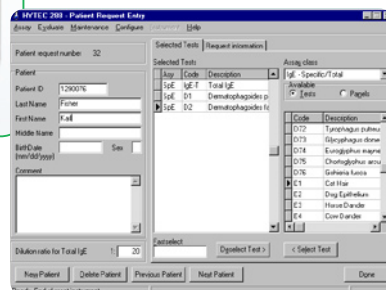 HYTEC 288 - Patient Request Entry
Assay Evaluate Maintenance Configure Instrument Help
Patient request number 32
Patient
Patient ID 1290076
Last Name Fisher
First Name Kall
Middle Name
BirthDate Sex
(mm/dd/yyyy)
Comment
Dilution ratio for Total IgE 1: 20
Selected Tests Request information
Selected Tests
Asy Code Description
SpE IgE-T Total IgE
SpE D1 Dermatophagoides p
SpE D2 Dermatophagoides fa
Fastselect
Deselect Test >
Assay class
IgE - Specific/Total
Available
Tests Panels
Code Description
D72 Tyrophagus putreus
D73 Glycyphagus dome
D74 Euroglyphus mayne
D75 Chortoglyphus arcu
D76 Gohieria fusca
E1 Cat Hair
E2 Dog Epithelium
E3 Horse Dander
E4 Cow Dander
< Select Test
New Patient Delete Patient Previous Patient Next Patient Done